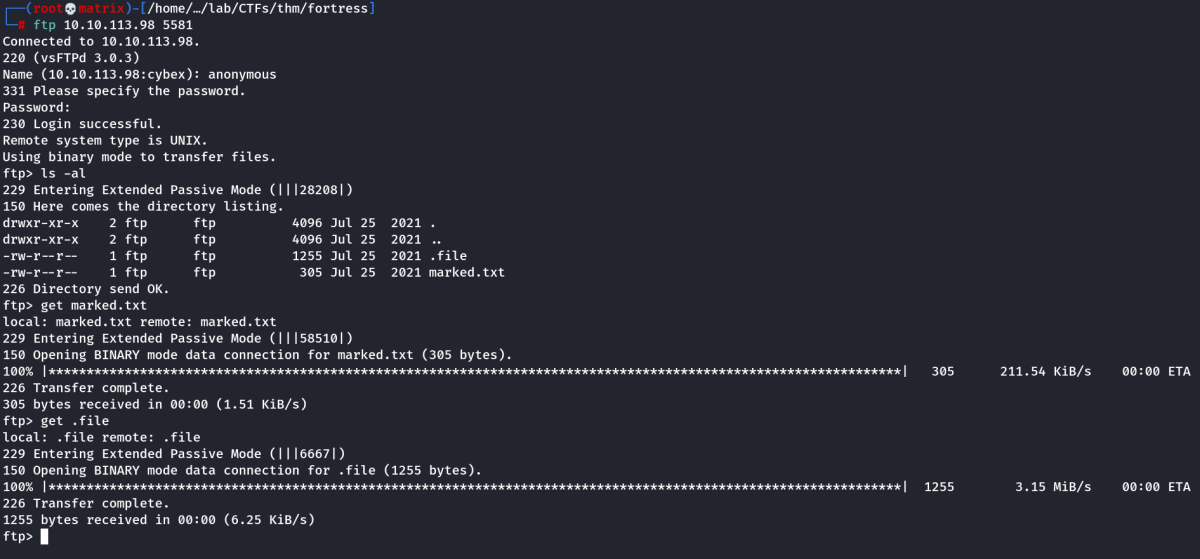 ┌──(root💀matrix)-[/home/…/lab/CTFs/thm/fortress]
└─# ftp 10.10.113.98 5581
Connected to 10.10.113.98.
220 (vsFTPd 3.0.3)
Name (10.10.113.98:cybex): anonymous
331 Please specify the password.
Password:
230 Login successful.
Remote system type is UNIX.
Using binary mode to transfer files.
ftp> ls -al
229 Entering Extended Passive Mode (|||28208|)
150 Here comes the directory listing.
drwxr-xr-x    2 ftp      ftp          4096 Jul 25  2021 .
drwxr-xr-x    2 ftp      ftp          4096 Jul 25  2021 ..
-rw-r--r--    1 ftp      ftp          1255 Jul 25  2021 .file
-rw-r--r--    1 ftp      ftp           305 Jul 25  2021 marked.txt
226 Directory send OK.
ftp> get marked.txt
local: marked.txt remote: marked.txt
229 Entering Extended Passive Mode (|||58510|)
150 Opening BINARY mode data connection for marked.txt (305 bytes).
100% |***********************************************************************************************************|   305      211.54 KiB/s    00:00 ETA
226 Transfer complete.
305 bytes received in 00:00 (1.51 KiB/s)
ftp> get .file
local: .file remote: .file
229 Entering Extended Passive Mode (|||6667|)
150 Opening BINARY mode data connection for .file (1255 bytes).
100% |***********************************************************************************************************|  1255        3.15 MiB/s    00:00 ETA
226 Transfer complete.
1255 bytes received in 00:00 (6.25 KiB/s)
ftp>